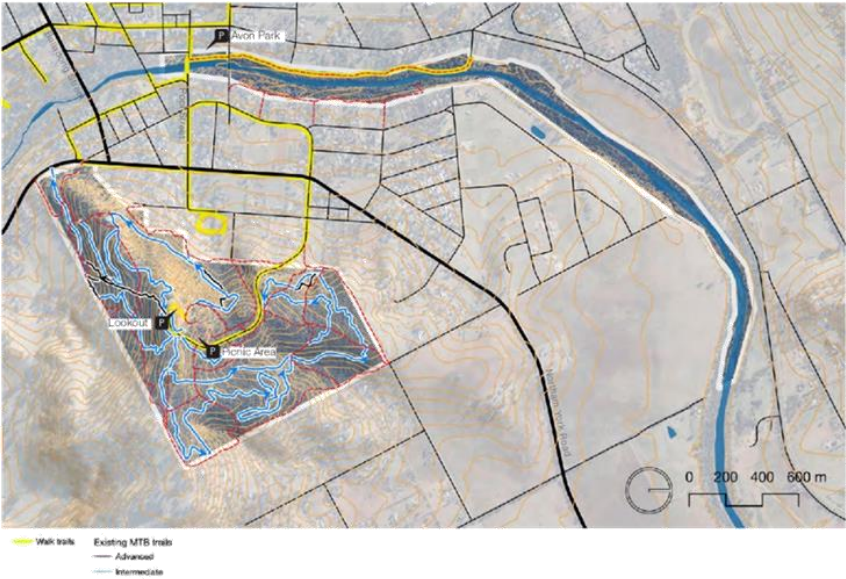 P Avon Park
Lookout P
P Picnic Area
Northam-York Road
0 200 400 600 m
Walk trails
Existing MTB trails
Advanced
Intermediate